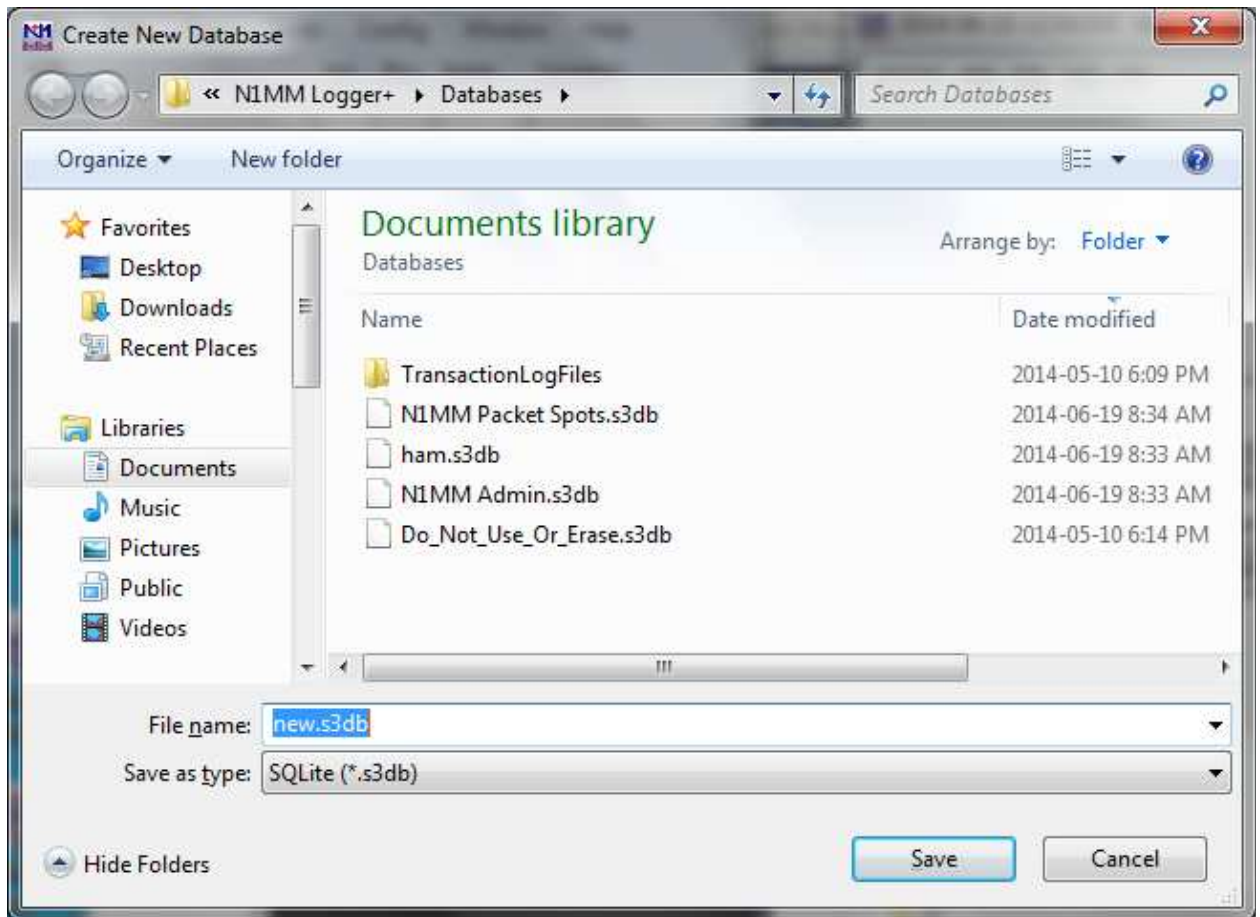 N1MM Create New Database
« N1MM Logger+ Databases Search Databases
Organize New folder
Favorites
Desktop
Downloads
Recent Places
Libraries
Documents
Music
Pictures
Public
Videos
Documents library
Databases
Arrange by: Folder
Name Date modified
TransactionLogFiles 2014-05-10 6:09 PM
N1MM Packet Spots.s3db 2014-06-19 8:34 AM
ham.s3db 2014-06-19 8:33 AM
N1MM Admin.s3db 2014-06-19 8:33 AM
Do_Not_Use_Or_Erase.s3db 2014-05-10 6:14 PM
File name: new.s3db
Save as type: SQLite (*.s3db)
Hide Folders Save Cancel